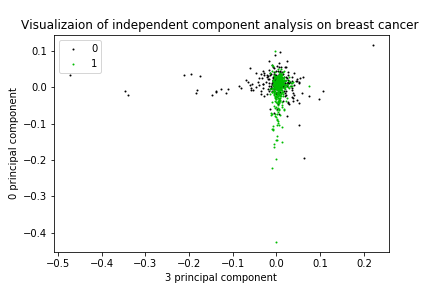 Visualizaion of independent component analysis on breast cancer
0
1
0.1
0.0
−0.1
−0.2
−0.3
−0.4
0 principal component
−0.5 −0.4 −0.3 −0.2 −0.1 0.0 0.1 0.2
3 principal component